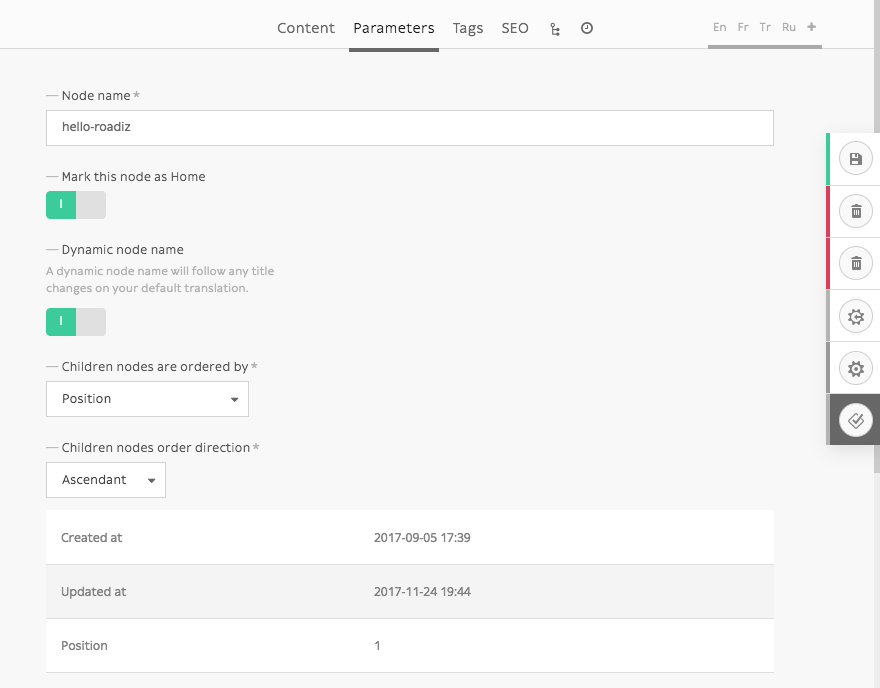 Content Parameters Tags SEO En Fr Tr Ru +
— Node name *
hello-roadiz
— Mark this node as Home
I
— Dynamic node name
A dynamic node name will follow any title
changes on your default translation.
I
— Children nodes are ordered by *
Position
— Children nodes order direction *
Ascendant
Created at 2017-09-05 17:39
Updated at 2017-11-24 19:44
Position 1